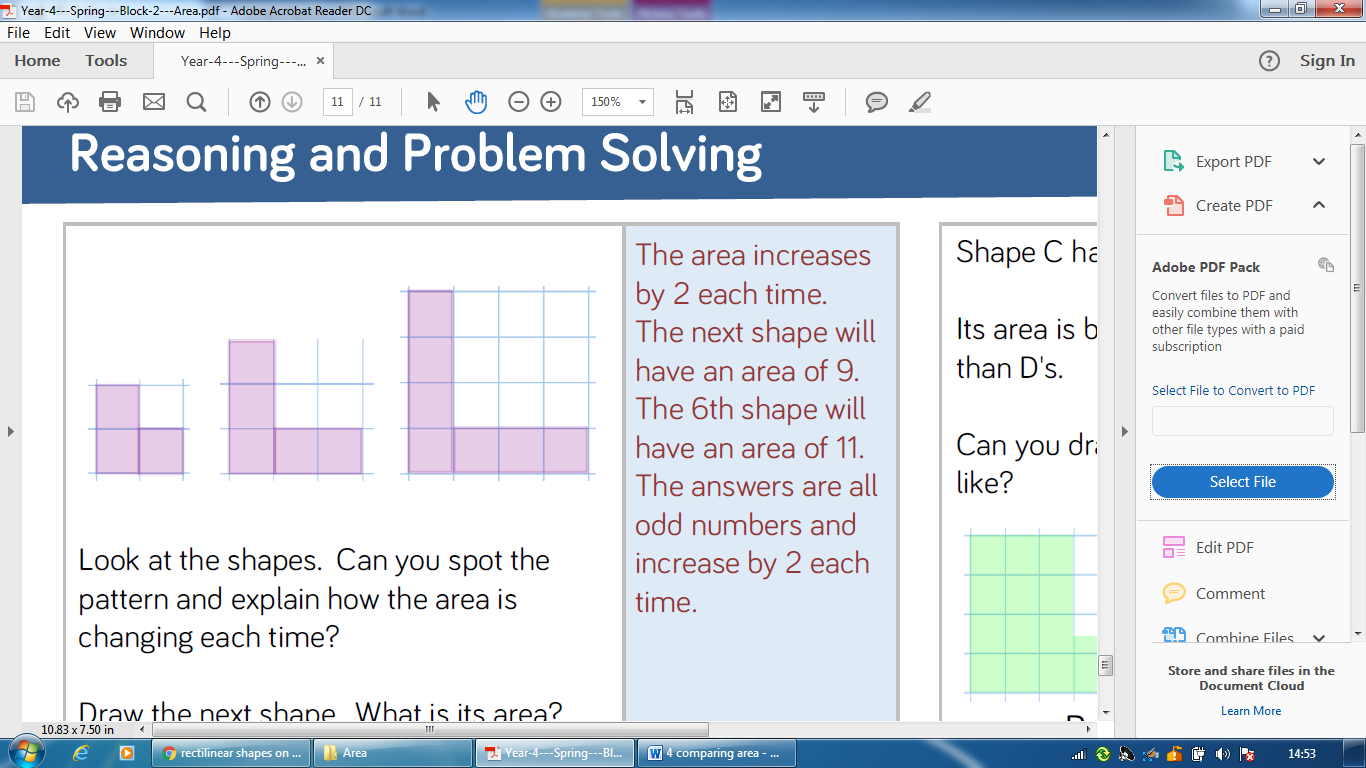 Year-4---Spring---Block-2---Area.pdf - Adobe Acrobat Reader DC
File Edit View Window Help
Home Tools Year-4---Spring---... × Sign In
11 / 11 150%
Reasoning and Problem Solving
Look at the shapes. Can you spot the
pattern and explain how the area is
changing each time?
Draw the next shape. What is its area?
The area increases
by 2 each time.
The next shape will
have an area of 9.
The 6th shape will
have an area of 11.
The answers are all
odd numbers and
increase by 2 each
time.
Shape C ha
Its area is b
than D's.
Can you dra
like?
Export PDF
Create PDF
Adobe PDF Pack
Convert files to PDF and
easily combine them with
other file types with a paid
subscription
Select File to Convert to PDF
Select File
Edit PDF
Comment
Combine Files
Store and share files in the
Document Cloud
Learn More
10.83 x 7.50 in
rectilinear shapes on ...
Area
Year-4---Spring---Bl...
4 comparing area - ...
14:53